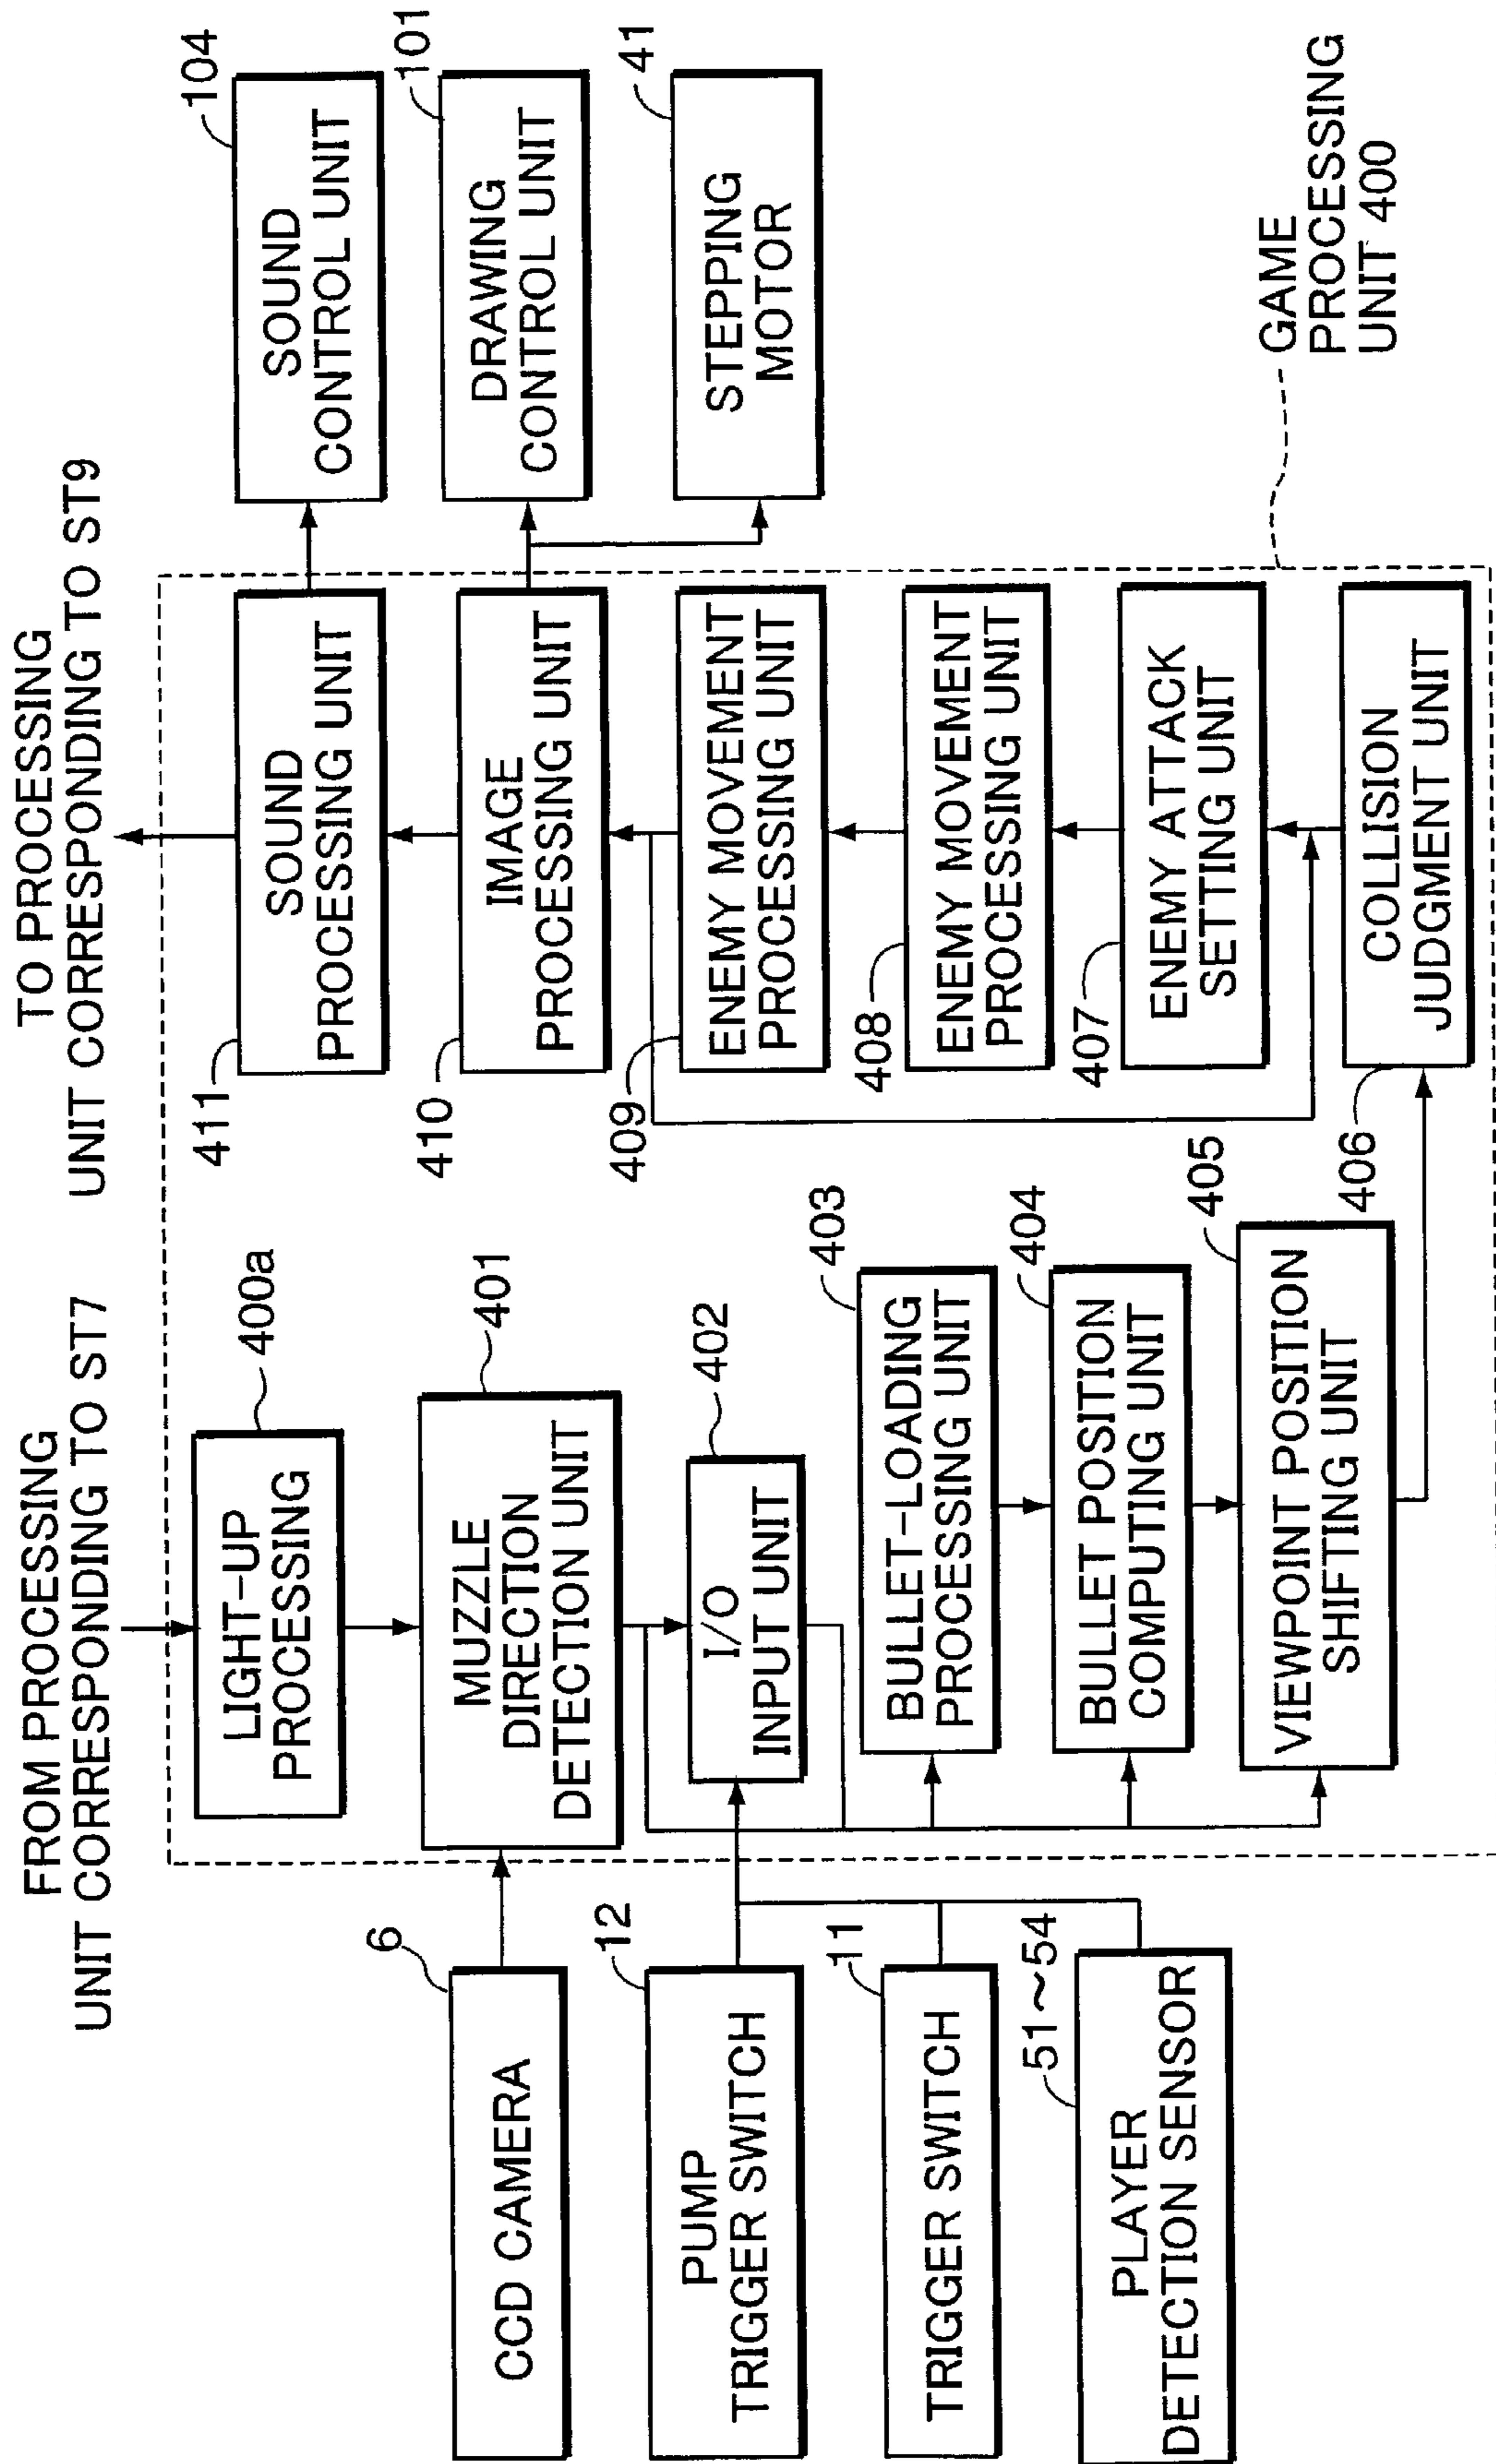 FROM PROCESSING
UNIT CORRESPONDING TO ST7
TO PROCESSING
UNIT CORRESPONDING TO ST9
LIGHT-UP
PROCESSING
400a
6
CCD CAMERA
MUZZLE
DIRECTION
DETECTION UNIT
401
12
PUMP
TRIGGER SWITCH
I/O
INPUT UNIT
402
11
TRIGGER SWITCH
51~54
PLAYER
DETECTION SENSOR
BULLET-LOADING
PROCESSING UNIT
403
BULLET POSITION
COMPUTING UNIT
404
VIEWPOINT POSITION
SHIFTING UNIT
405
411
SOUND
PROCESSING UNIT
410
IMAGE
PROCESSING UNIT
409
ENEMY MOVEMENT
PROCESSING UNIT
408
ENEMY MOVEMENT
PROCESSING UNIT
407
ENEMY ATTACK
SETTING UNIT
406
COLLISION
JUDGMENT UNIT
104
SOUND
CONTROL UNIT
101
DRAWING
CONTROL UNIT
41
STEPPING
MOTOR
GAME
PROCESSING
UNIT 400